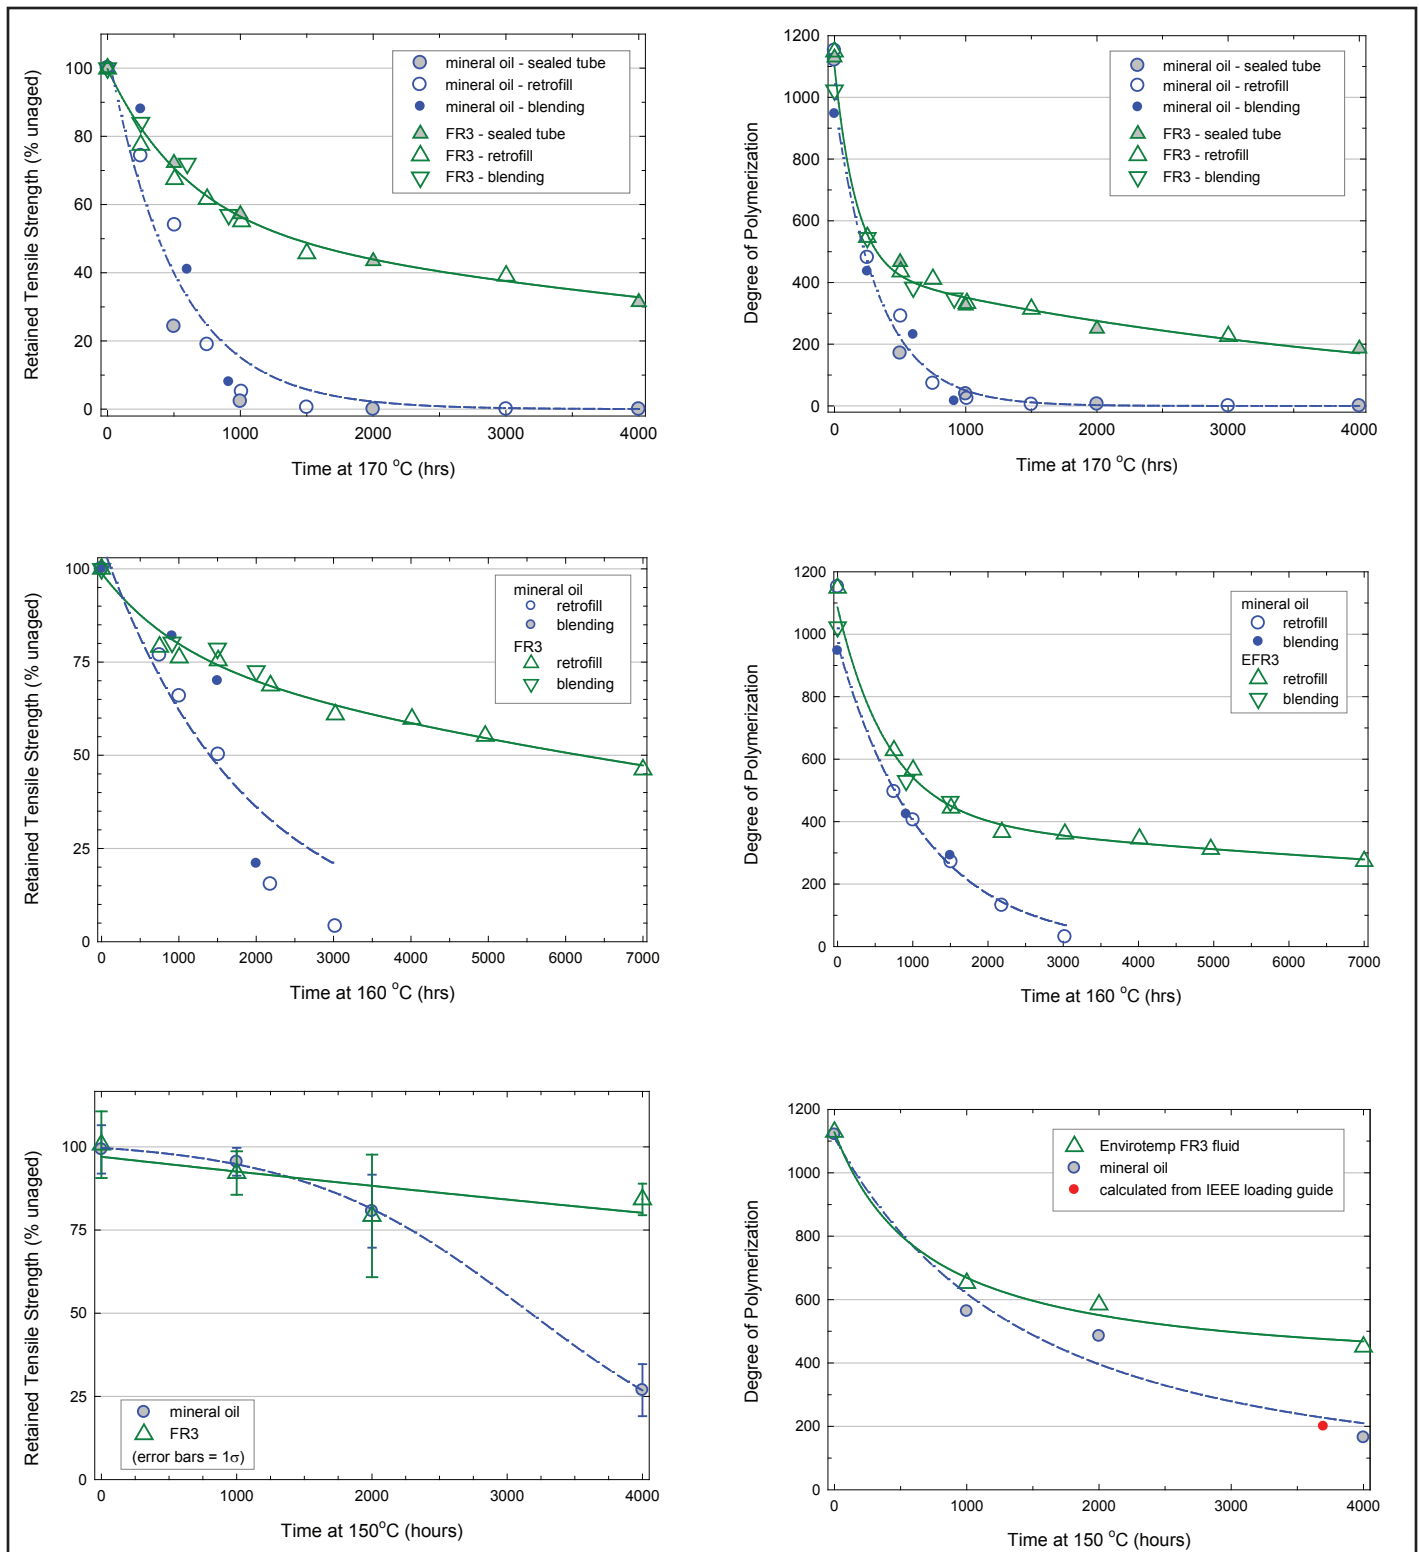 100
80
60
40
20
0
0 1000 2000 3000 4000
Retained Tensile Strength (% unaged)
Time at 170 °C (hrs)
mineral oil - sealed tube
mineral oil - retrofill
mineral oil - blending
FR3 - sealed tube
FR3 - retrofill
FR3 - blending
1200
1000
800
600
400
200
0
0 1000 2000 3000 4000
Degree of Polymerization
Time at 170 °C (hrs)
mineral oil - sealed tube
mineral oil - retrofill
mineral oil - blending
FR3 - sealed tube
FR3 - retrofill
FR3 - blending
100
75
50
25
0
0 1000 2000 3000 4000 5000 6000 7000
Retained Tensile Strength (% unaged)
Time at 160 °C (hrs)
mineral oil
retrofill
blending
FR3
retrofill
blending
1200
1000
800
600
400
200
0
0 1000 2000 3000 4000 5000 6000 7000
Degree of Polymerization
Time at 160 °C (hrs)
mineral oil
retrofill
blending
EFR3
retrofill
blending
100
75
50
25
0
0 1000 2000 3000 4000
Retained Tensile Strength (% unaged)
Time at 150°C (hours)
mineral oil
FR3
(error bars = 1σ)
1200
1000
800
600
400
200
0
0 1000 2000 3000 4000
Degree of Polymerization
Time at 150 °C (hours)
Envirotemp FR3 fluid
mineral oil
calculated from IEEE loading guide